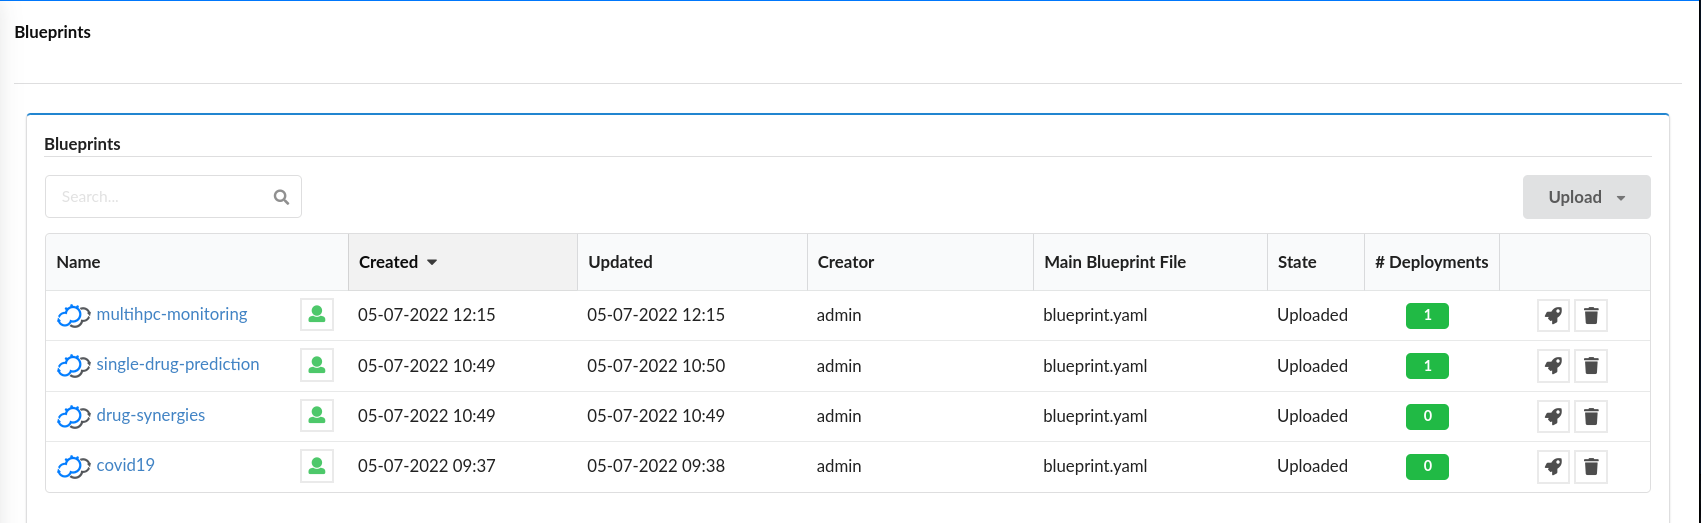 Blueprints
Blueprints
Search...
Upload
Name Created Updated Creator Main Blueprint File State # Deployments
multihpc-monitoring 05-07-2022 12:15 05-07-2022 12:15 admin blueprint.yaml Uploaded 1
single-drug-prediction 05-07-2022 10:49 05-07-2022 10:50 admin blueprint.yaml Uploaded 1
drug-synergies 05-07-2022 10:49 05-07-2022 10:49 admin blueprint.yaml Uploaded 0
covid19 05-07-2022 09:37 05-07-2022 09:38 admin blueprint.yaml Uploaded 0